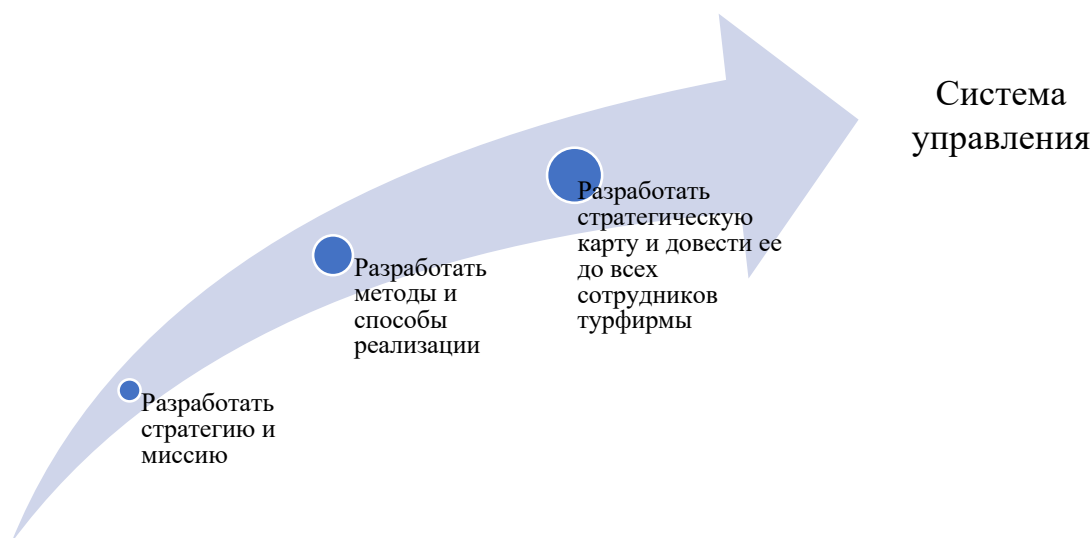 Система
управления
Разработать
стратегическую
карту и довести ее
до всех
сотрудников
турфирмы
Разработать
методы и
способы
реализации
Разработать
стратегию и
миссию